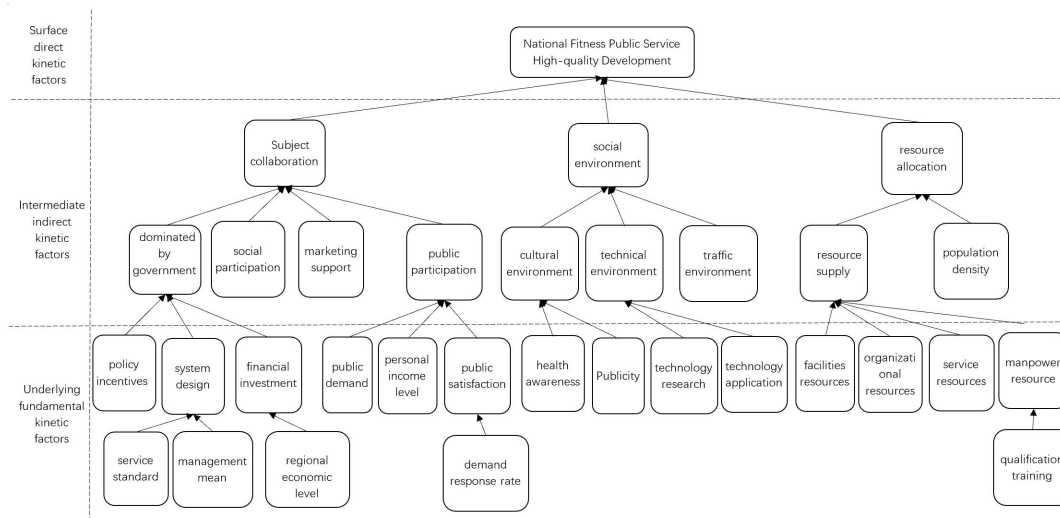 Surface
direct
kinetic
factors
National Fitness Public Service
High-quality Development
Intermediate
indirect
kinetic
factors
Subject
collaboration
social
environment
resource
allocation
dominated
by
government
social
participation
marketing
support
public
participation
cultural
environment
technical
environment
traffic
environment
resource
supply
population
density
Underlying
fundamental
kinetic
factors
policy
incentives
system
design
financial
investment
public
demand
personal
income
level
public
satisfaction
health
awareness
Publicity
technology
research
technology
application
facilities
resources
organizati
onal
resources
service
resources
manpower
resource
service
standard
management
mean
regional
economic
level
demand
response rate
qualification
training